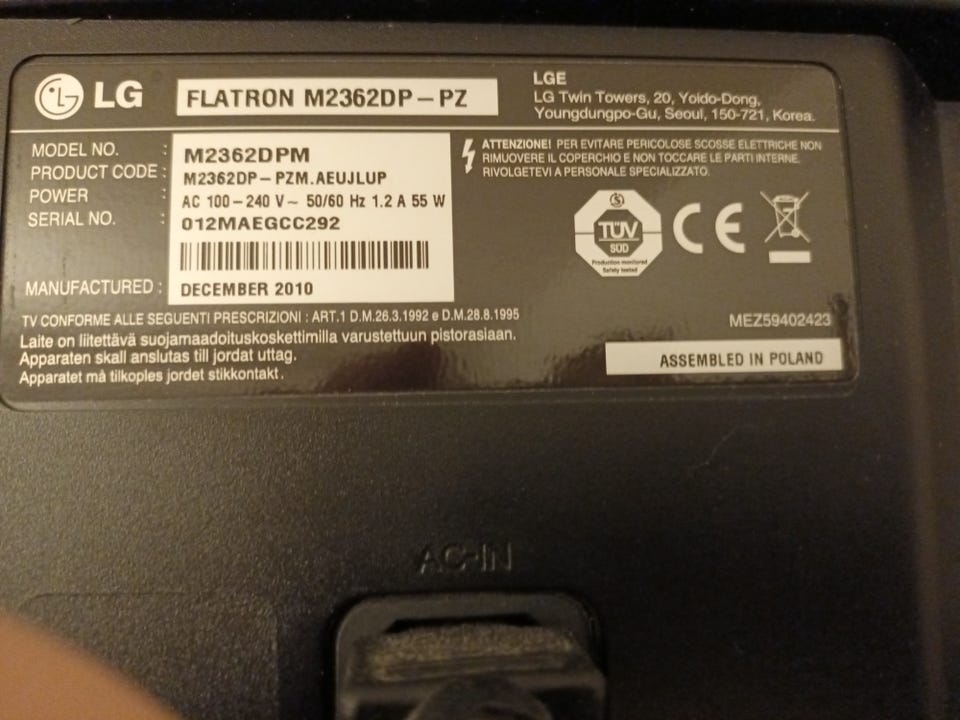 LG
FLATRON M2362DP-PZ
LGE
LG Twin Towers, 20, Yoido-Dong,
Youngdungpo-Gu, Seoul, 150-721, Korea.
MODEL NO. : M2362DPM
PRODUCT CODE : M2362DP-PZM.AEUJLUP
POWER : AC 100-240 V~ 50/60 Hz 1.2 A 55 W
SERIAL NO. : 012MAEGCC292
MANUFACTURED : DECEMBER 2010
ATTENZIONE! PER EVITARE PERICOLOSE SCOSSE ELETTRICHE NON
RIMUOVERE IL COPERCHIO E NON TOCCARE LE PARTI INTERNE.
RIVOLGETEVI A PERSONALE SPECIALIZZATO.
TÜV
SÜD
Production monitored
Safety tested
CE
TV CONFORME ALLE SEGUENTI PRESCRIZIONI : ART.1 D.M.26.3.1992 e D.M.28.8.1995
Laite on liitettävä suojamaadoituskoskettimilla varustettuun pistorasiaan.
Apparaten skall anslutas till jordat uttag.
Apparatet må tilkoples jordet stikkontakt.
MEZ59402423
ASSEMBLED IN POLAND
AC-IN